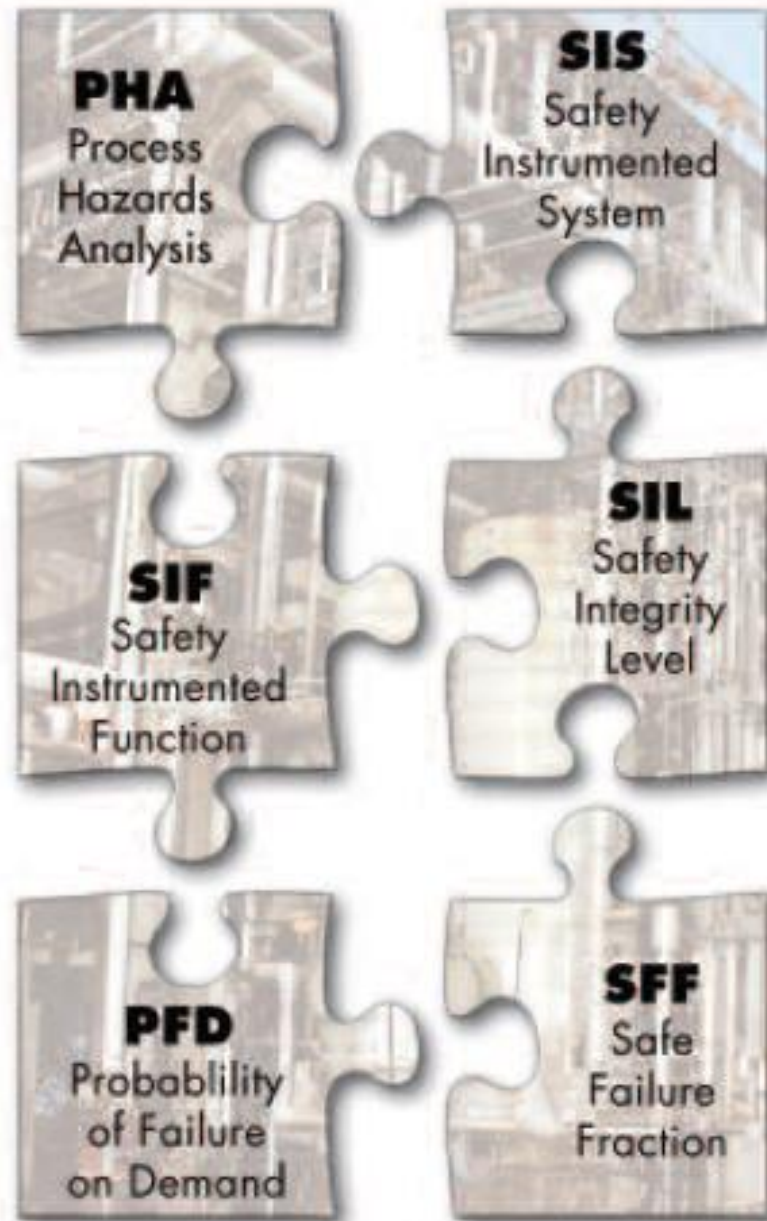 PHA
Process
Hazards
Analysis
SIS
Safety
Instrumented
System
SIF
Safety
Instrumented
Function
SIL
Safety
Integrity
Level
PFD
Probablility
of Failure
on Demand
SFF
Safe
Failure
Fraction